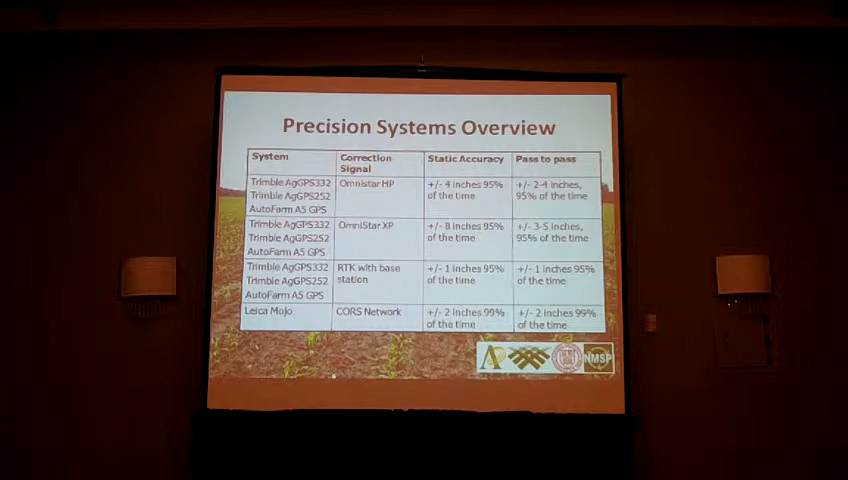 Precision Systems Overview
System
Correction
Signal
Static Accuracy
Pass to pass
Trimble AgGPS332
Trimble AgGPS252
AutoFarm A5 GPS
Omnistar HP
+/- 4 inches 95%
of the time
+/- 2-4 inches,
95% of the time
Trimble AgGPS332
Trimble AgGPS252
AutoFarm A5 GPS
OmniStar XP
+/- 8 inches 95%
of the time
+/- 3-5 inches,
95% of the time
Trimble AgGPS332
Trimble AgGPS252
AutoFarm A5 GPS
RTK with base
station
+/- 1 inches 95%
of the time
+/- 1 inches 95%
of the time
Leica Mojo
CORS Network
+/- 2 inches 99%
of the time
+/- 2 inches 99%
of the time
NMSP